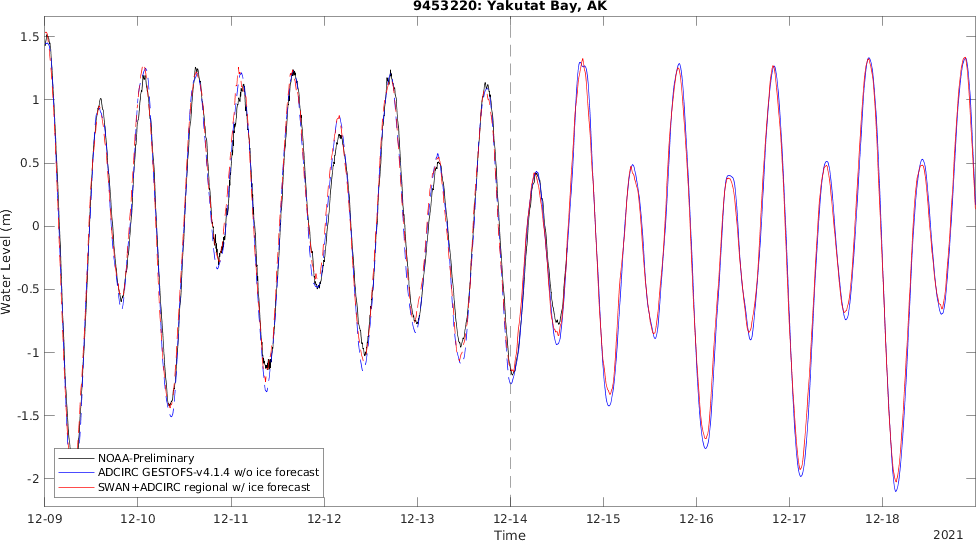 9453220: Yakutat Bay, AK
Water Level (m)
1.5
1
0.5
0
-0.5
-1
-1.5
-2
NOAA-Preliminary
ADCIRC GESTOFS-v4.1.4 w/o ice forecast
SWAN+ADCIRC regional w/ ice forecast
12-09 12-10 12-11 12-12 12-13 12-14 12-15 12-16 12-17 12-18
Time
2021